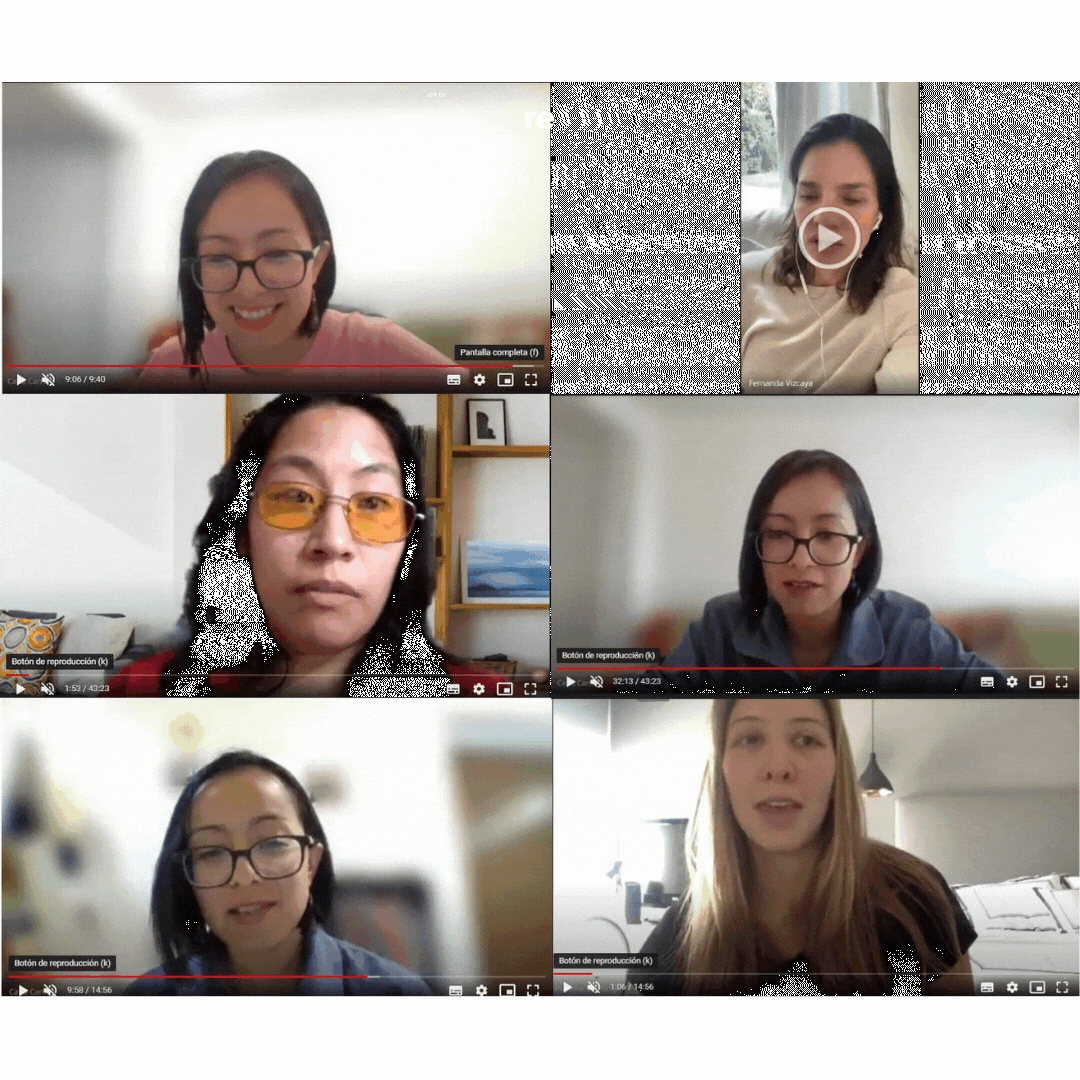 Pantalla completa (f)
9:06 / 9:40
Fernanda Vizcaya
Botón de reproducción (k)
1:53 / 43:23
Botón de reproducción (k)
32:13 / 43:23
Botón de reproducción (k)
9:58 / 14:56
Botón de reproducción (k)
1:06 / 14:56